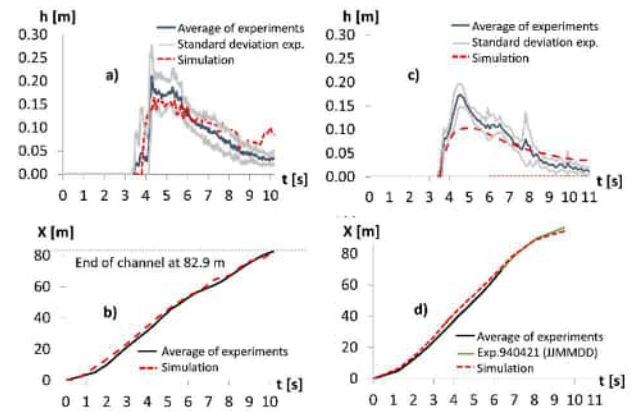 h [m]
Average of experiments
Standard deviation exp.
Simulation
0.30
0.25
0.20
0.15
0.10
0.05
0.00
a)
0 1 2 3 4 5 6 7 8 9 10
t [s]
h [m]
Average of experiments
Standard deviation exp.
Simulation
0.30
0.25
0.20
0.15
0.10
0.05
0.00
c)
0 1 2 3 4 5 6 7 8 9 10 11
t [s]
X [m]
80
60
40
20
0
End of channel at 82.9 m
b)
Average of experiments
Simulation
t [s]
0 1 2 3 4 5 6 7 8 9 10
X [m]
80
60
40
20
0
d)
Average of experiments
Exp.940421 (JJMMDD)
Simulation
t [s]
0 1 2 3 4 5 6 7 8 9 10 11